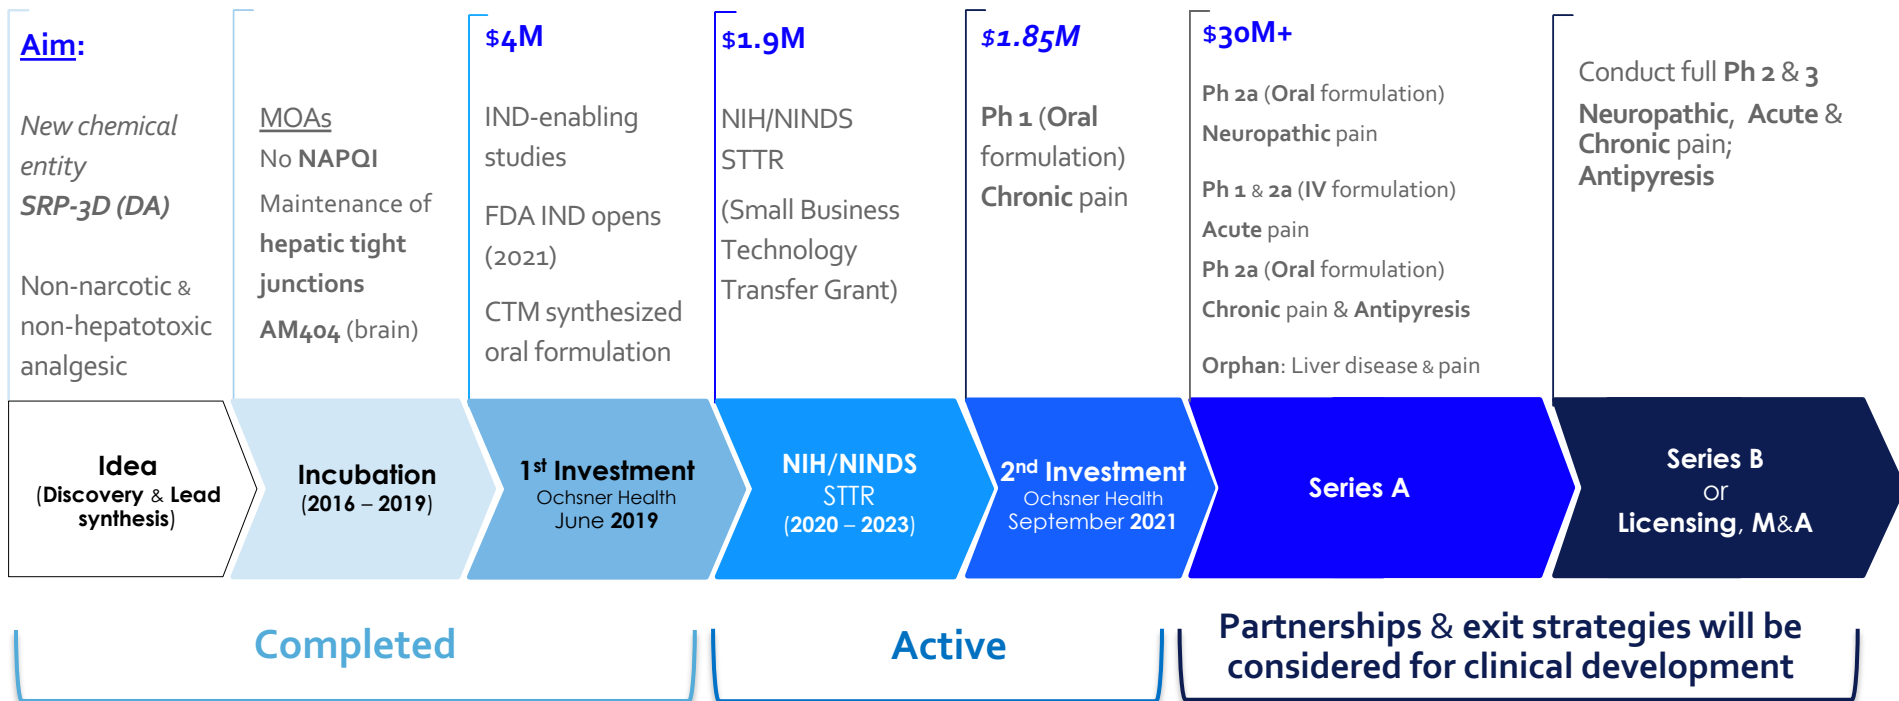 Aim:
New chemical
entity
SRP-3D (DA)
Non-narcotic &
non-hepatotoxic
analgesic
MOAs
No NAPQI
Maintenance of
hepatic tight
junctions
AM404 (brain)
$4M
IND-enabling
studies
FDA IND opens
(2021)
CTM synthesized
oral formulation
$1.9M
NIH/NINDS
STTR
(Small Business
Technology
Transfer Grant)
$1.85M
Ph 1 (Oral
formulation)
Chronic pain
$30M+
Ph 2a (Oral formulation)
Neuropathic pain
Ph 1 & 2a (IV formulation)
Acute pain
Ph 2a (Oral formulation)
Chronic pain & Antipyresis
Orphan: Liver disease & pain
Conduct full Ph 2 & 3
Neuropathic, Acute &
Chronic pain;
Antipyresis
Idea
(Discovery & Lead
synthesis)
Incubation
(2016 – 2019)
1st Investment
Ochsner Health
June 2019
NIH/NINDS
STTR
(2020 – 2023)
2nd Investment
Ochsner Health
September 2021
Series A
Series B
or
Licensing, M&A
Completed
Active
Partnerships & exit strategies will be
considered for clinical development